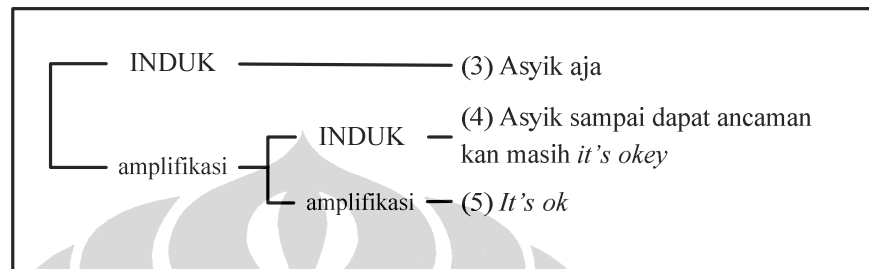 INDUK (3) Asyik aja
INDUK (4) Asyik sampai dapat ancaman
kan masih it's okey
amplifikasi
amplifikasi (5) It's ok